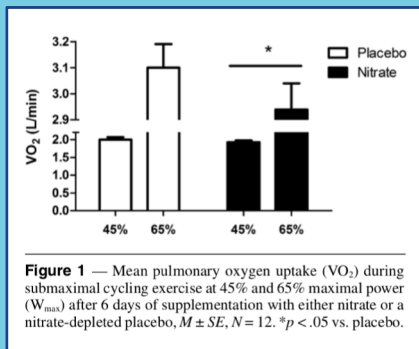 3.2
3.1
3.0
2.9
2.0
1.5
1.0
0.5
0.0
VO2 (L/min)
*
Placebo
Nitrate
45% 65% 45% 65%
Figure 1 — Mean pulmonary oxygen uptake (VO2) during
submaximal cycling exercise at 45% and 65% maximal power
(Wmax) after 6 days of supplementation with either nitrate or a
nitrate-depleted placebo, M ± SE, N = 12. *p < .05 vs. placebo.